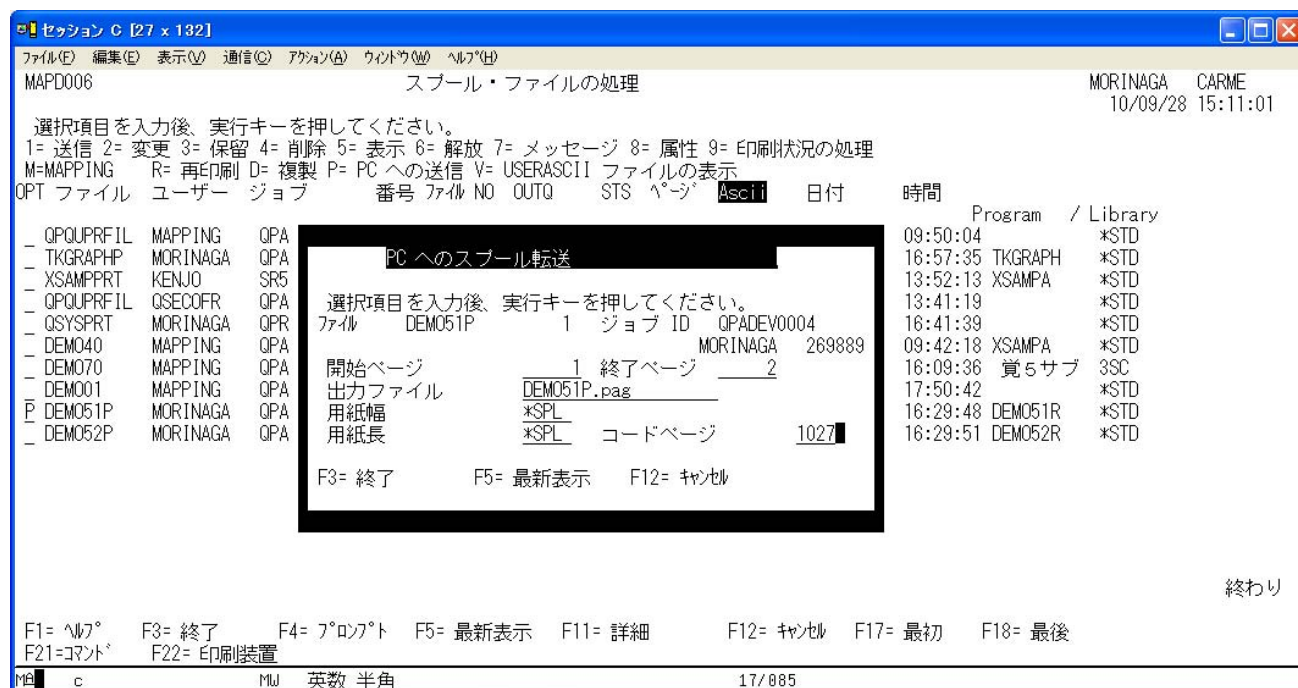 セッション C [27 x 132]
ファイル(F) 編集(E) 表示(V) 通信(C) アクション(A) ウィンドウ(W) ヘルプ(H)
MAPD006 スプール・ファイルの処理 MORINAGA CARME
10/09/28 15:11:01
選択項目を入力後、実行キーを押してください。
1= 送信 2= 変更 3= 保留 4= 削除 5= 表示 6= 解放 7= メッセージ 8= 属性 9= 印刷状況の処理
M=MAPPING R= 再印刷 D= 複製 P= PC への送信 V= USERASCII ファイルの表示
OPT ファイル ユーザー ジョブ 番号 ファイル NO OUTQ STS ページ Ascii 日付 時間
Program / Library
_ QPQUPRFIL MAPPING QPA 09:50:04 *STD
_ TKGRAPHP MORINAGA QPA PC へのスプール転送 16:57:35 TKGRAPH *STD
_ XSAMPPRT KENJO SR5 13:52:13 XSAMPA *STD
_ QPQUPRFIL QSECOFR QPA 選択項目を入力後、実行キーを押してください。 13:41:19 *STD
_ QSYSPRT MORINAGA QPR ファイル DEMO51P 1 ジョブ ID QPADEV0004 16:41:39 *STD
_ DEMO40 MAPPING QPA MORINAGA 269889 09:42:18 XSAMPA *STD
_ DEMO70 MAPPING QPA 開始ページ 1 終了ページ 2 16:09:36 覚5サブ 3SC
_ DEMO01 MAPPING QPA 出力ファイル DEMO51P.pag 17:50:42 *STD
P DEMO51P MORINAGA QPA 用紙幅 *SPL 16:29:48 DEMO51R *STD
_ DEMO52P MORINAGA QPA 用紙長 *SPL コードページ 1027 16:29:51 DEMO52R *STD
F3= 終了 F5= 最新表示 F12= キャンセル
終わり
F1= ヘルプ F3= 終了 F4= プロンプト F5= 最新表示 F11= 詳細 F12= キャンセル F17= 最初 F18= 最後
F21=コマンド F22= 印刷装置
MA c MW 英数 半角 17/085